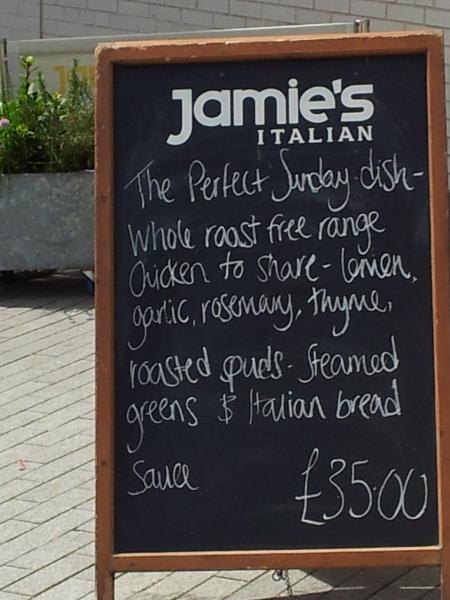 Jamie's
ITALIAN
The Perfect Sunday dish-
Whole roast free range
Chicken to share - lemon,
garlic, rosemary, thyme,
roasted spuds - Steamed
greens & Italian bread
Sauce
£35.00